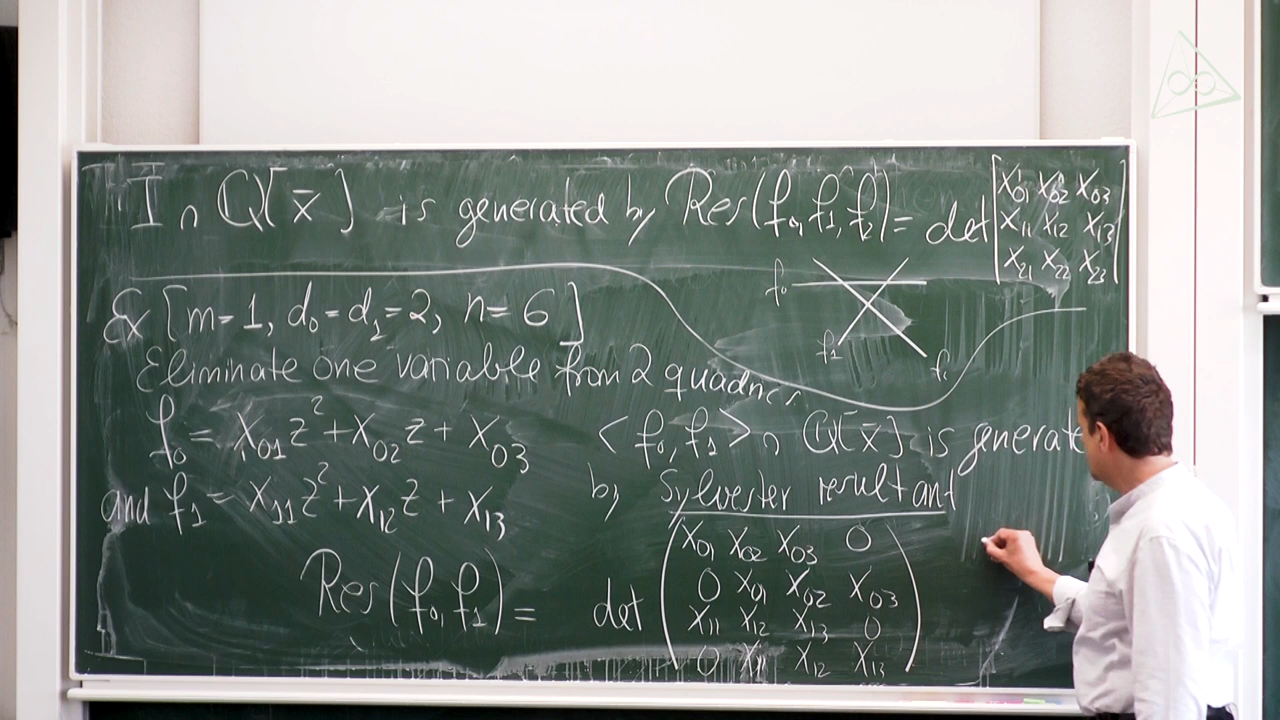 I ∩ Q[x̄] is generated by Res(f₀, f₁, f₂) = det [x₀₁ x₀₂ x₀₃
x₁₁ x₁₂ x₁₃
x₂₁ x₂₂ x₂₃]
f₀
f₁
Ex [m=1, d₀=d₁=2, n=6]
Eliminate one variable from 2 quadrics
f₀ = x₀₁z² + x₀₂z + x₀₃
and f₁ = x₁₁z² + x₁₂z + x₁₃
<f₀, f₁> ∩ Q[x̄] is generate
by Sylvester resultant
Res(f₀, f₁) = det (x₀₁ x₀₂ x₀₃ 0
0 x₀₁ x₀₂ x₀₃
x₁₁ x₁₂ x₁₃ 0
0 x₁₁ x₁₂ x₁₃)